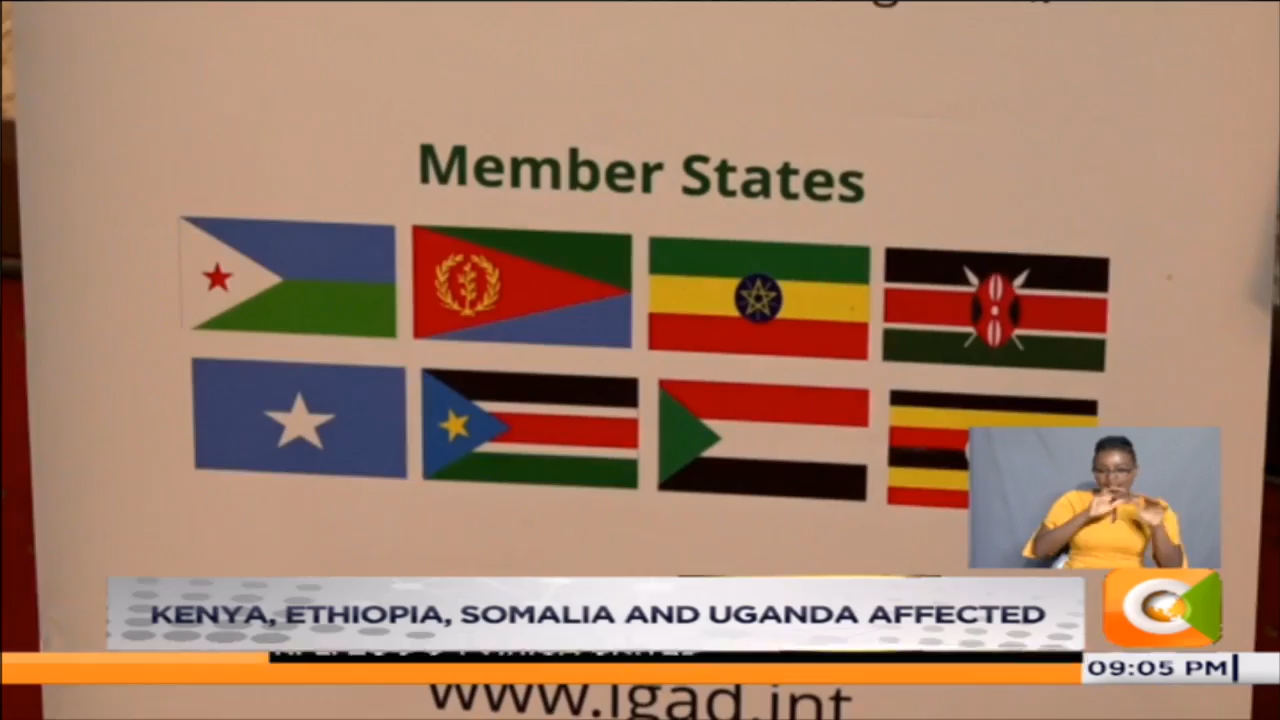 Member States
KENYA, ETHIOPIA, SOMALIA AND UGANDA AFFECTED
09:05 PM
www.igad.int